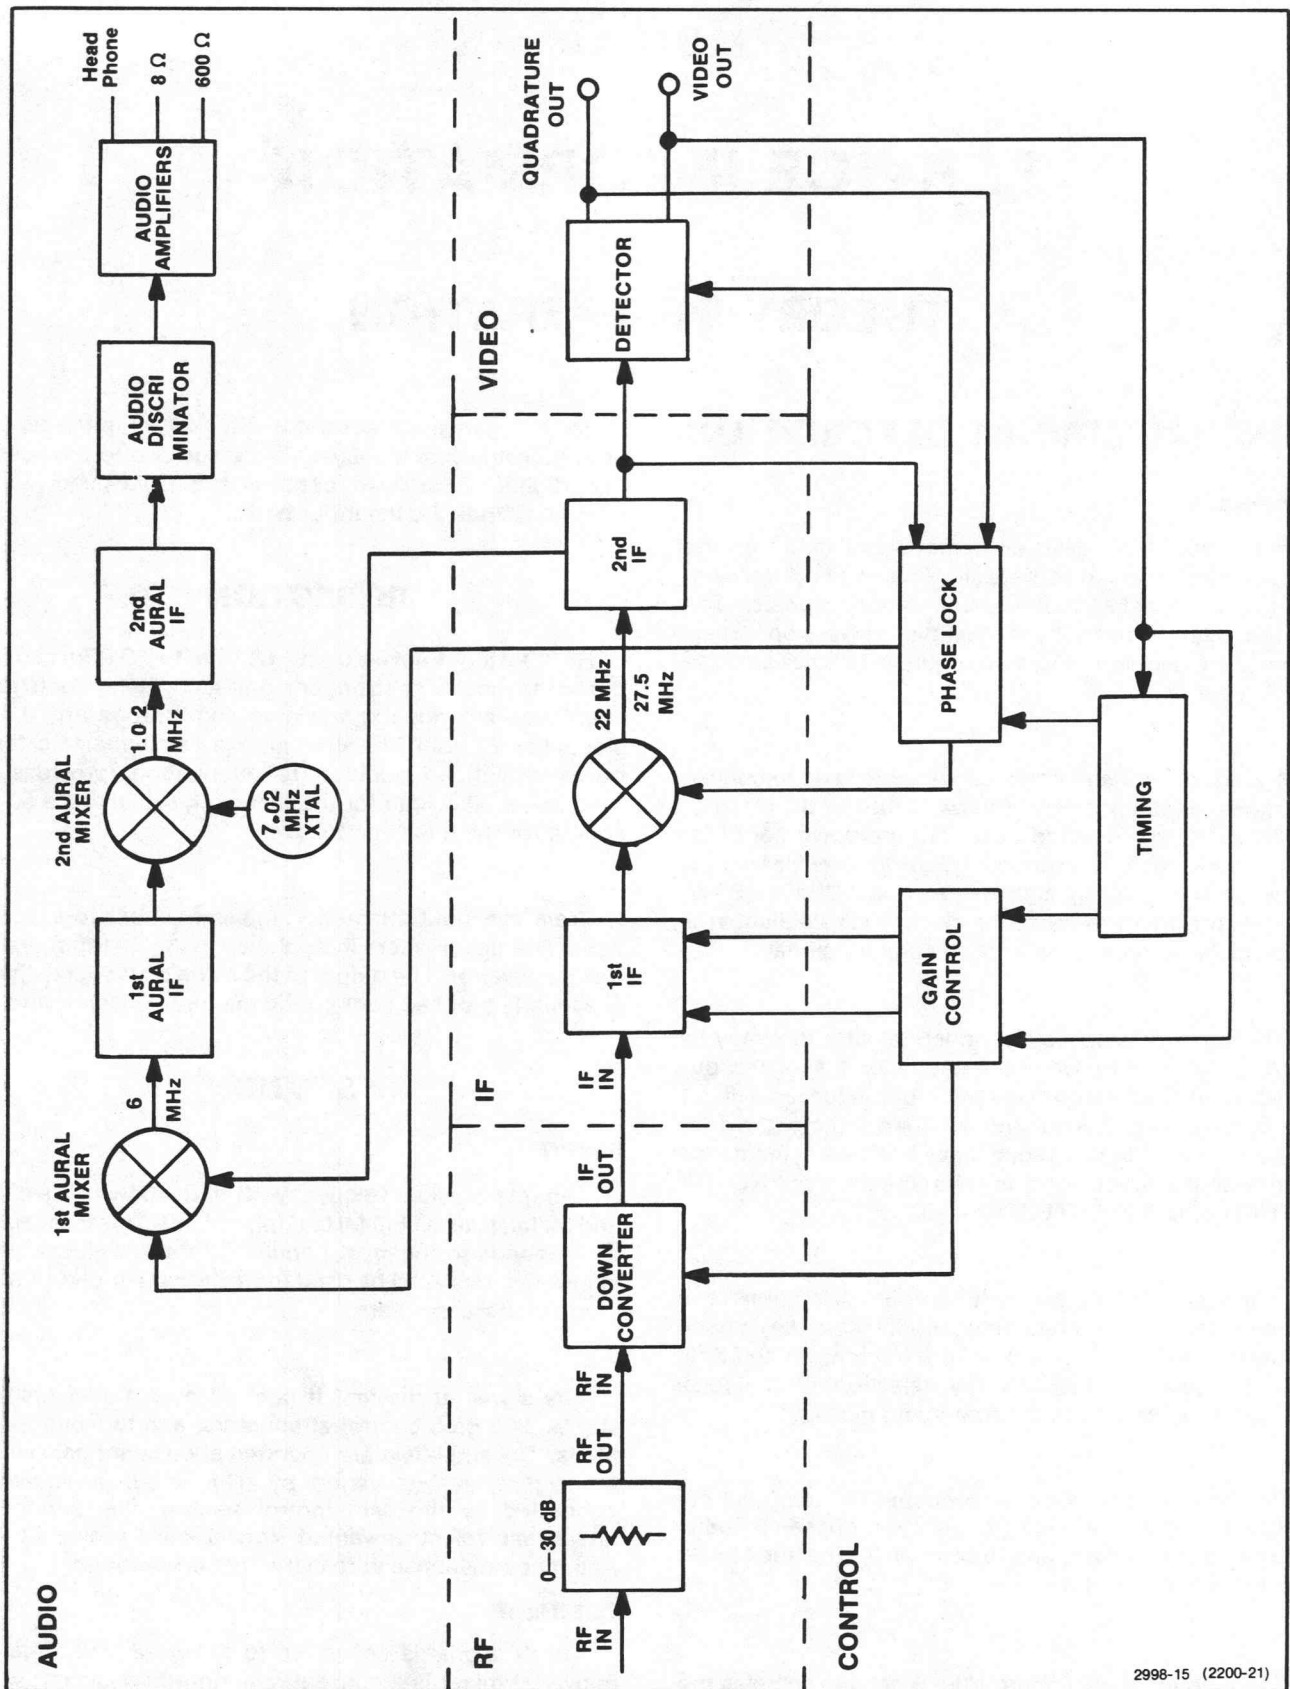 AUDIO
1st AURAL
MIXER
6
MHz
1st
AURAL
IF
2nd AURAL
MIXER
7.02
MHz
XTAL
1.0 2
MHz
2nd
AURAL
IF
AUDIO
DISCRI
MINATOR
AUDIO
AMPLIFIERS
Head
Phone
8 Ω
600 Ω
RF
RF
IN
0—30 dB
RF
OUT
RF
IN
DOWN
CONVERTER
IF
OUT
IF
IF
IN
1st
IF
22 MHz
27.5
MHz
2nd
IF
VIDEO
DETECTOR
QUADRATURE
OUT
VIDEO
OUT
CONTROL
GAIN
CONTROL
PHASE LOCK
TIMING
2998-15 (2200-21)